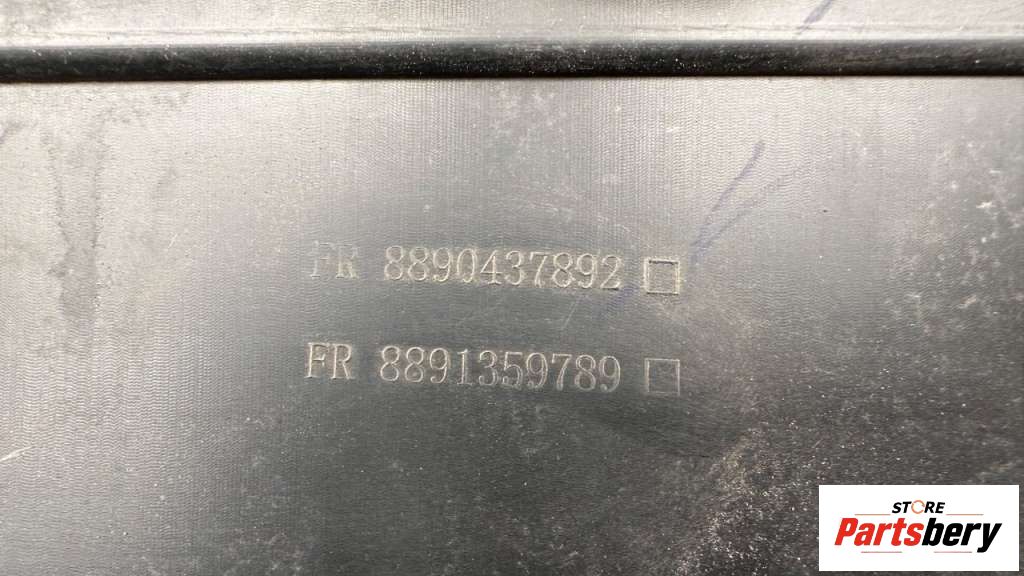 FR 8890437892 □
FR 8891359789 □
STORE
Partsbery